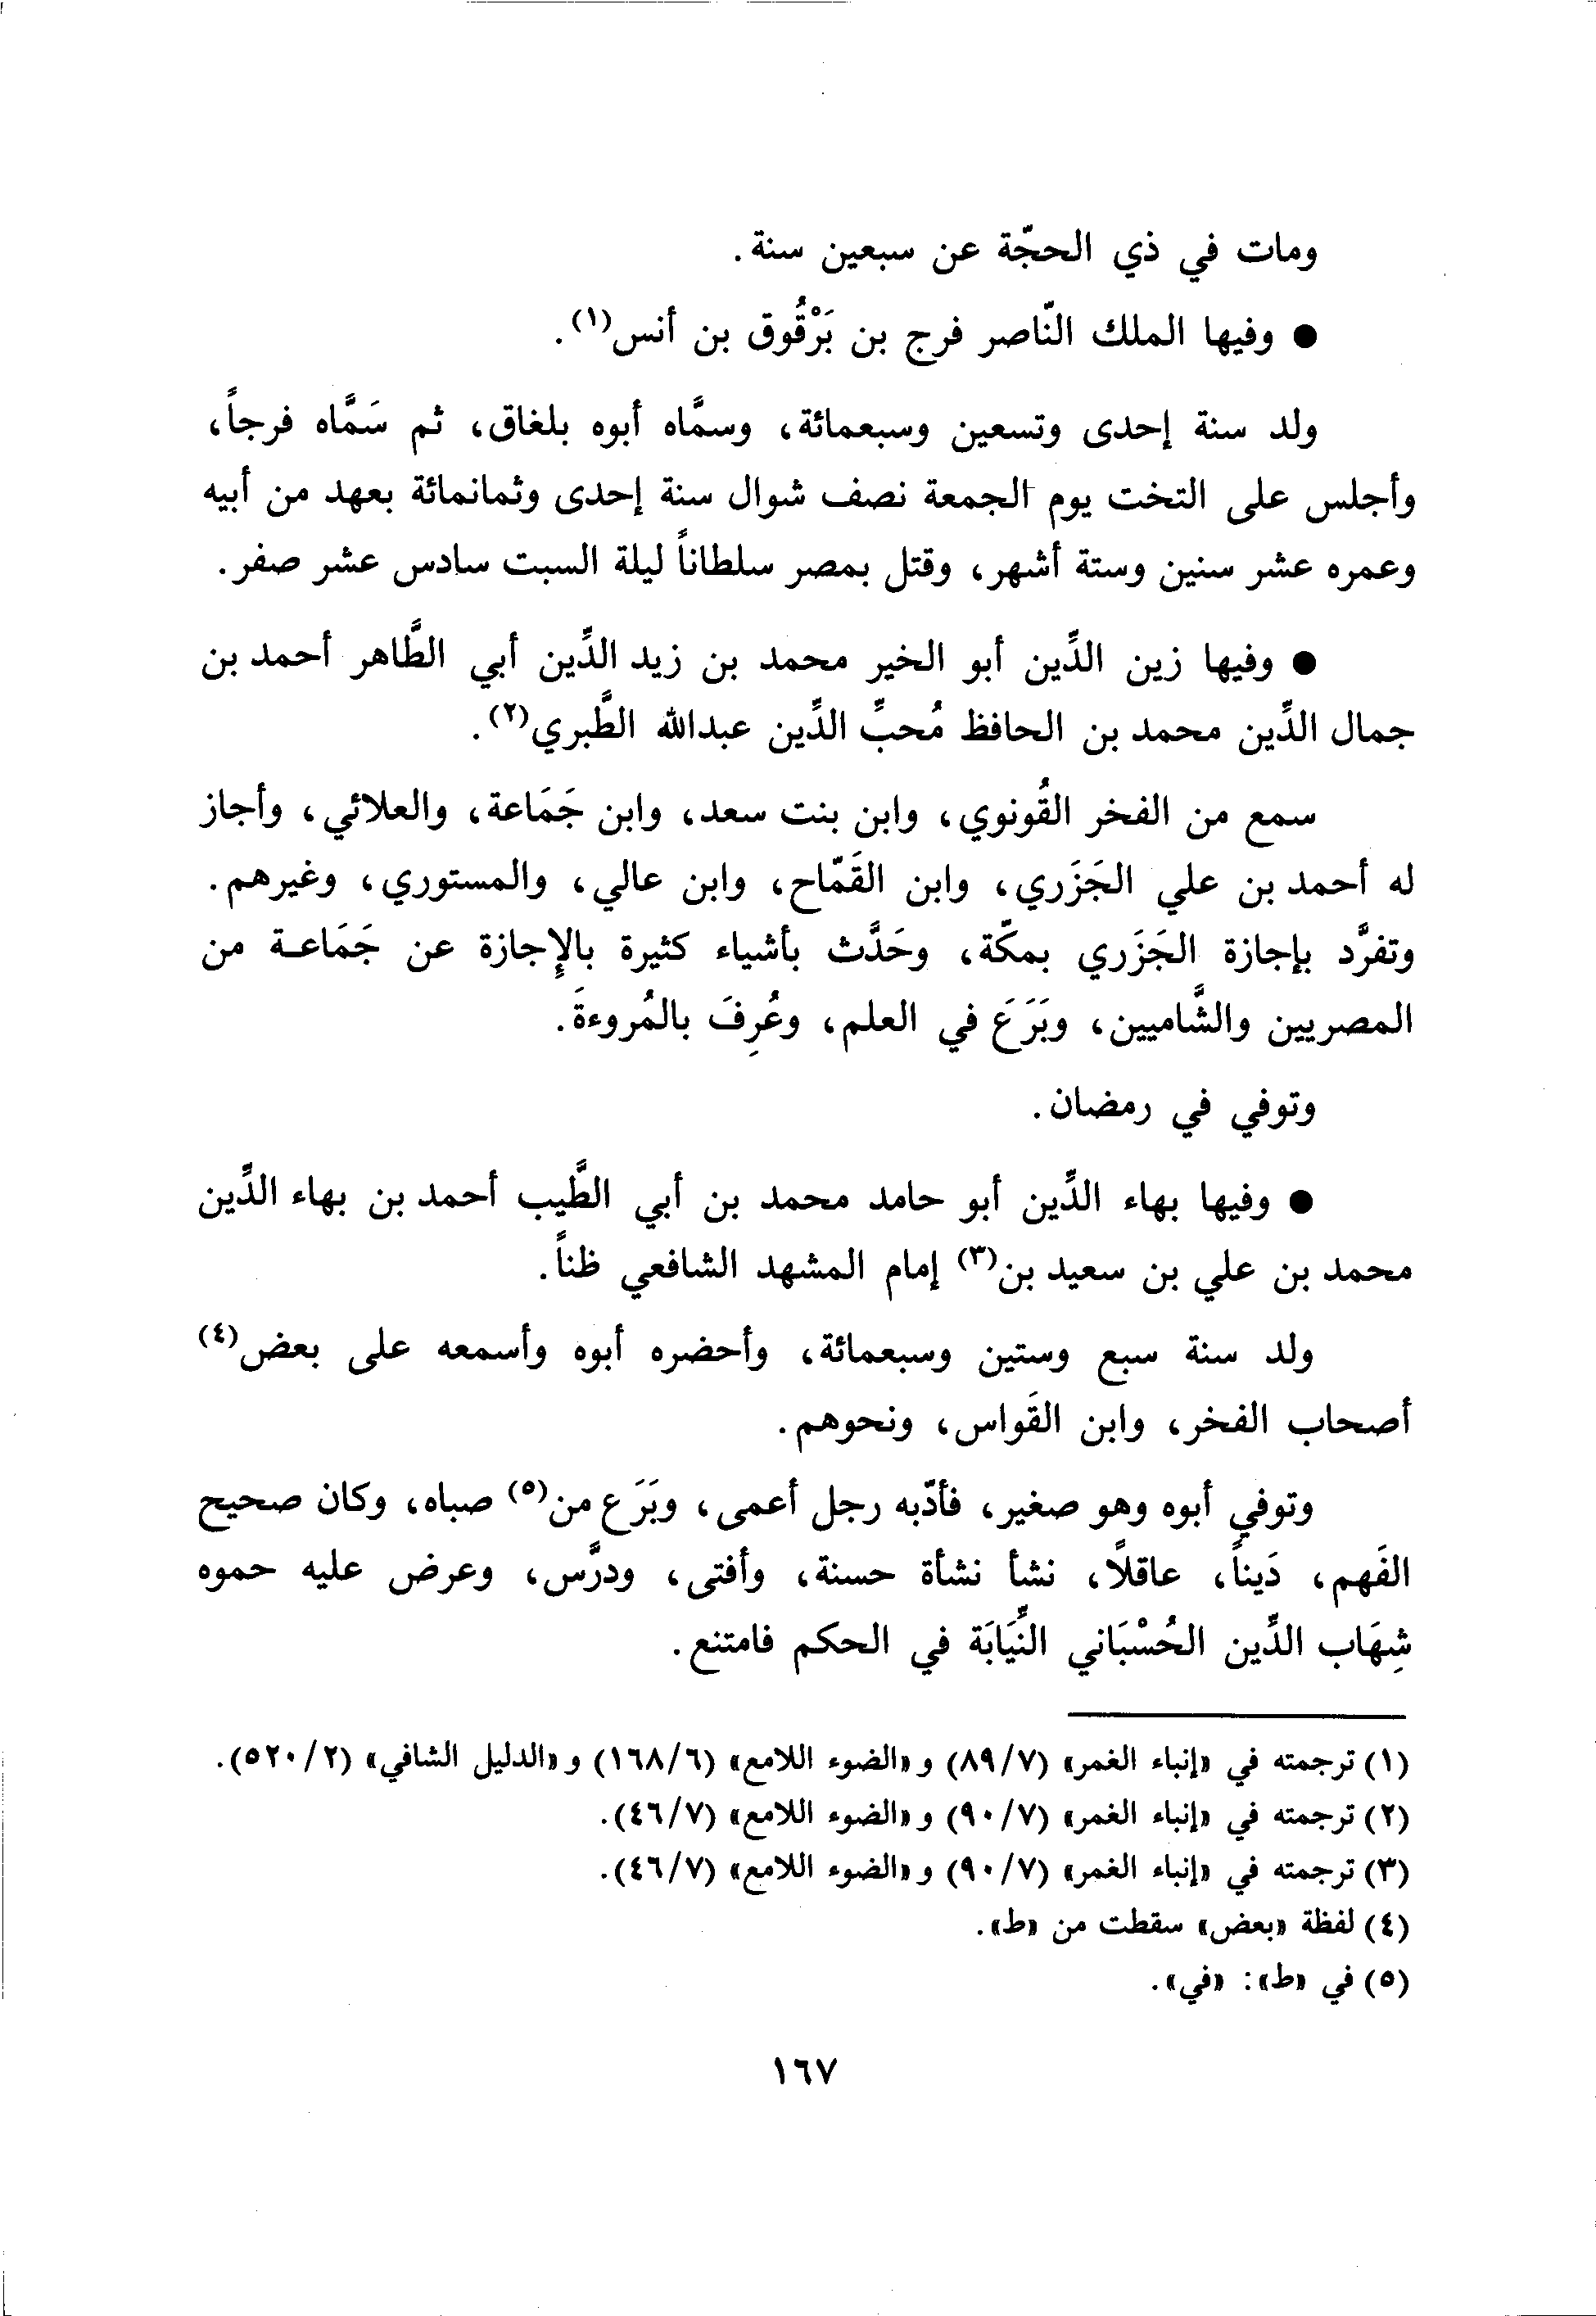 ومات في ذي الحجّة عن سبعين سنة.
● وفيها الملك النّاصر فرج بن بَرْقُوق بن أنس(١).
ولد سنة إحدى وتسعين وسبعمائة، وسمَّاه أبوه بلغاق، ثم سَمَّاه فرجاً،
وأجلس على التخت يوم الجمعة نصف شوال سنة إحدى وثمانمائة بعهد من أبيه
وعمره عشر سنين وستة أشهر، وقتل بمصر سلطاناً ليلة السبت سادس عشر صفر.
● وفيها زين الدِّين أبو الخير محمد بن زيد الدِّين أبي الطَّاهر أحمد بن
جمال الدِّين محمد بن الحافظ مُحبِّ الدِّين عبدالله الطَّبري(٢).
سمع من الفخر القُونوي، وابن بنت سعد، وابن جَمَاعة، والعلائي، وأجاز
له أحمد بن علي الجَزَري، وابن القَمّاح، وابن عالي، والمستوري، وغيرهم.
وتفرَّد بإجازة الجَزَري بمكّة، وحَدَّث بأشياء كثيرة بالإِجازة عن جَمَاعـة من
المصريين والشَّاميين، وبَرَعَ في العلم، وعُرِفَ بالمُروءةَ.
وتوفي في رمضان.
● وفيها بهاء الدِّين أبو حامد محمد بن أبي الطَّيب أحمد بن بهاء الدِّين
محمد بن علي بن سعيد بن(٣) إمام المشهد الشافعي ظناً.
ولد سنة سبع وستين وسبعمائة، وأحضره أبوه وأسمعه على بعض(٤)
أصحاب الفخر، وابن القَواس، ونحوهم.
وتوفي أبوه وهو صغير، فأدّبه رجل أعمى، وبَرَع من(٥) صباه، وكان صحيح
الفَهم، دَيناً، عاقلاً، نشأ نشأة حسنة، وأفتى، ودرَّس، وعرض عليه حموه
شِهَاب الدِّين الحُسْبَاني النِّيَابَة في الحكم فامتنع.
(١) ترجمته في «إنباء الغمر» (٨٩/٧) و «الضوء اللامع» (١٦٨/٦) و «الدليل الشافي» (٥٢٠/٢).
(٢) ترجمته في «إنباء الغمر» (٩٠/٧) و «الضوء اللامع» (٤٦/٧).
(٣) ترجمته في «إنباء الغمر» (٩٠/٧) و «الضوء اللامع» (٤٦/٧).
(٤) لفظة «بعض» سقطت من «ط».
(٥) في «ط»: «في».
١٦٧